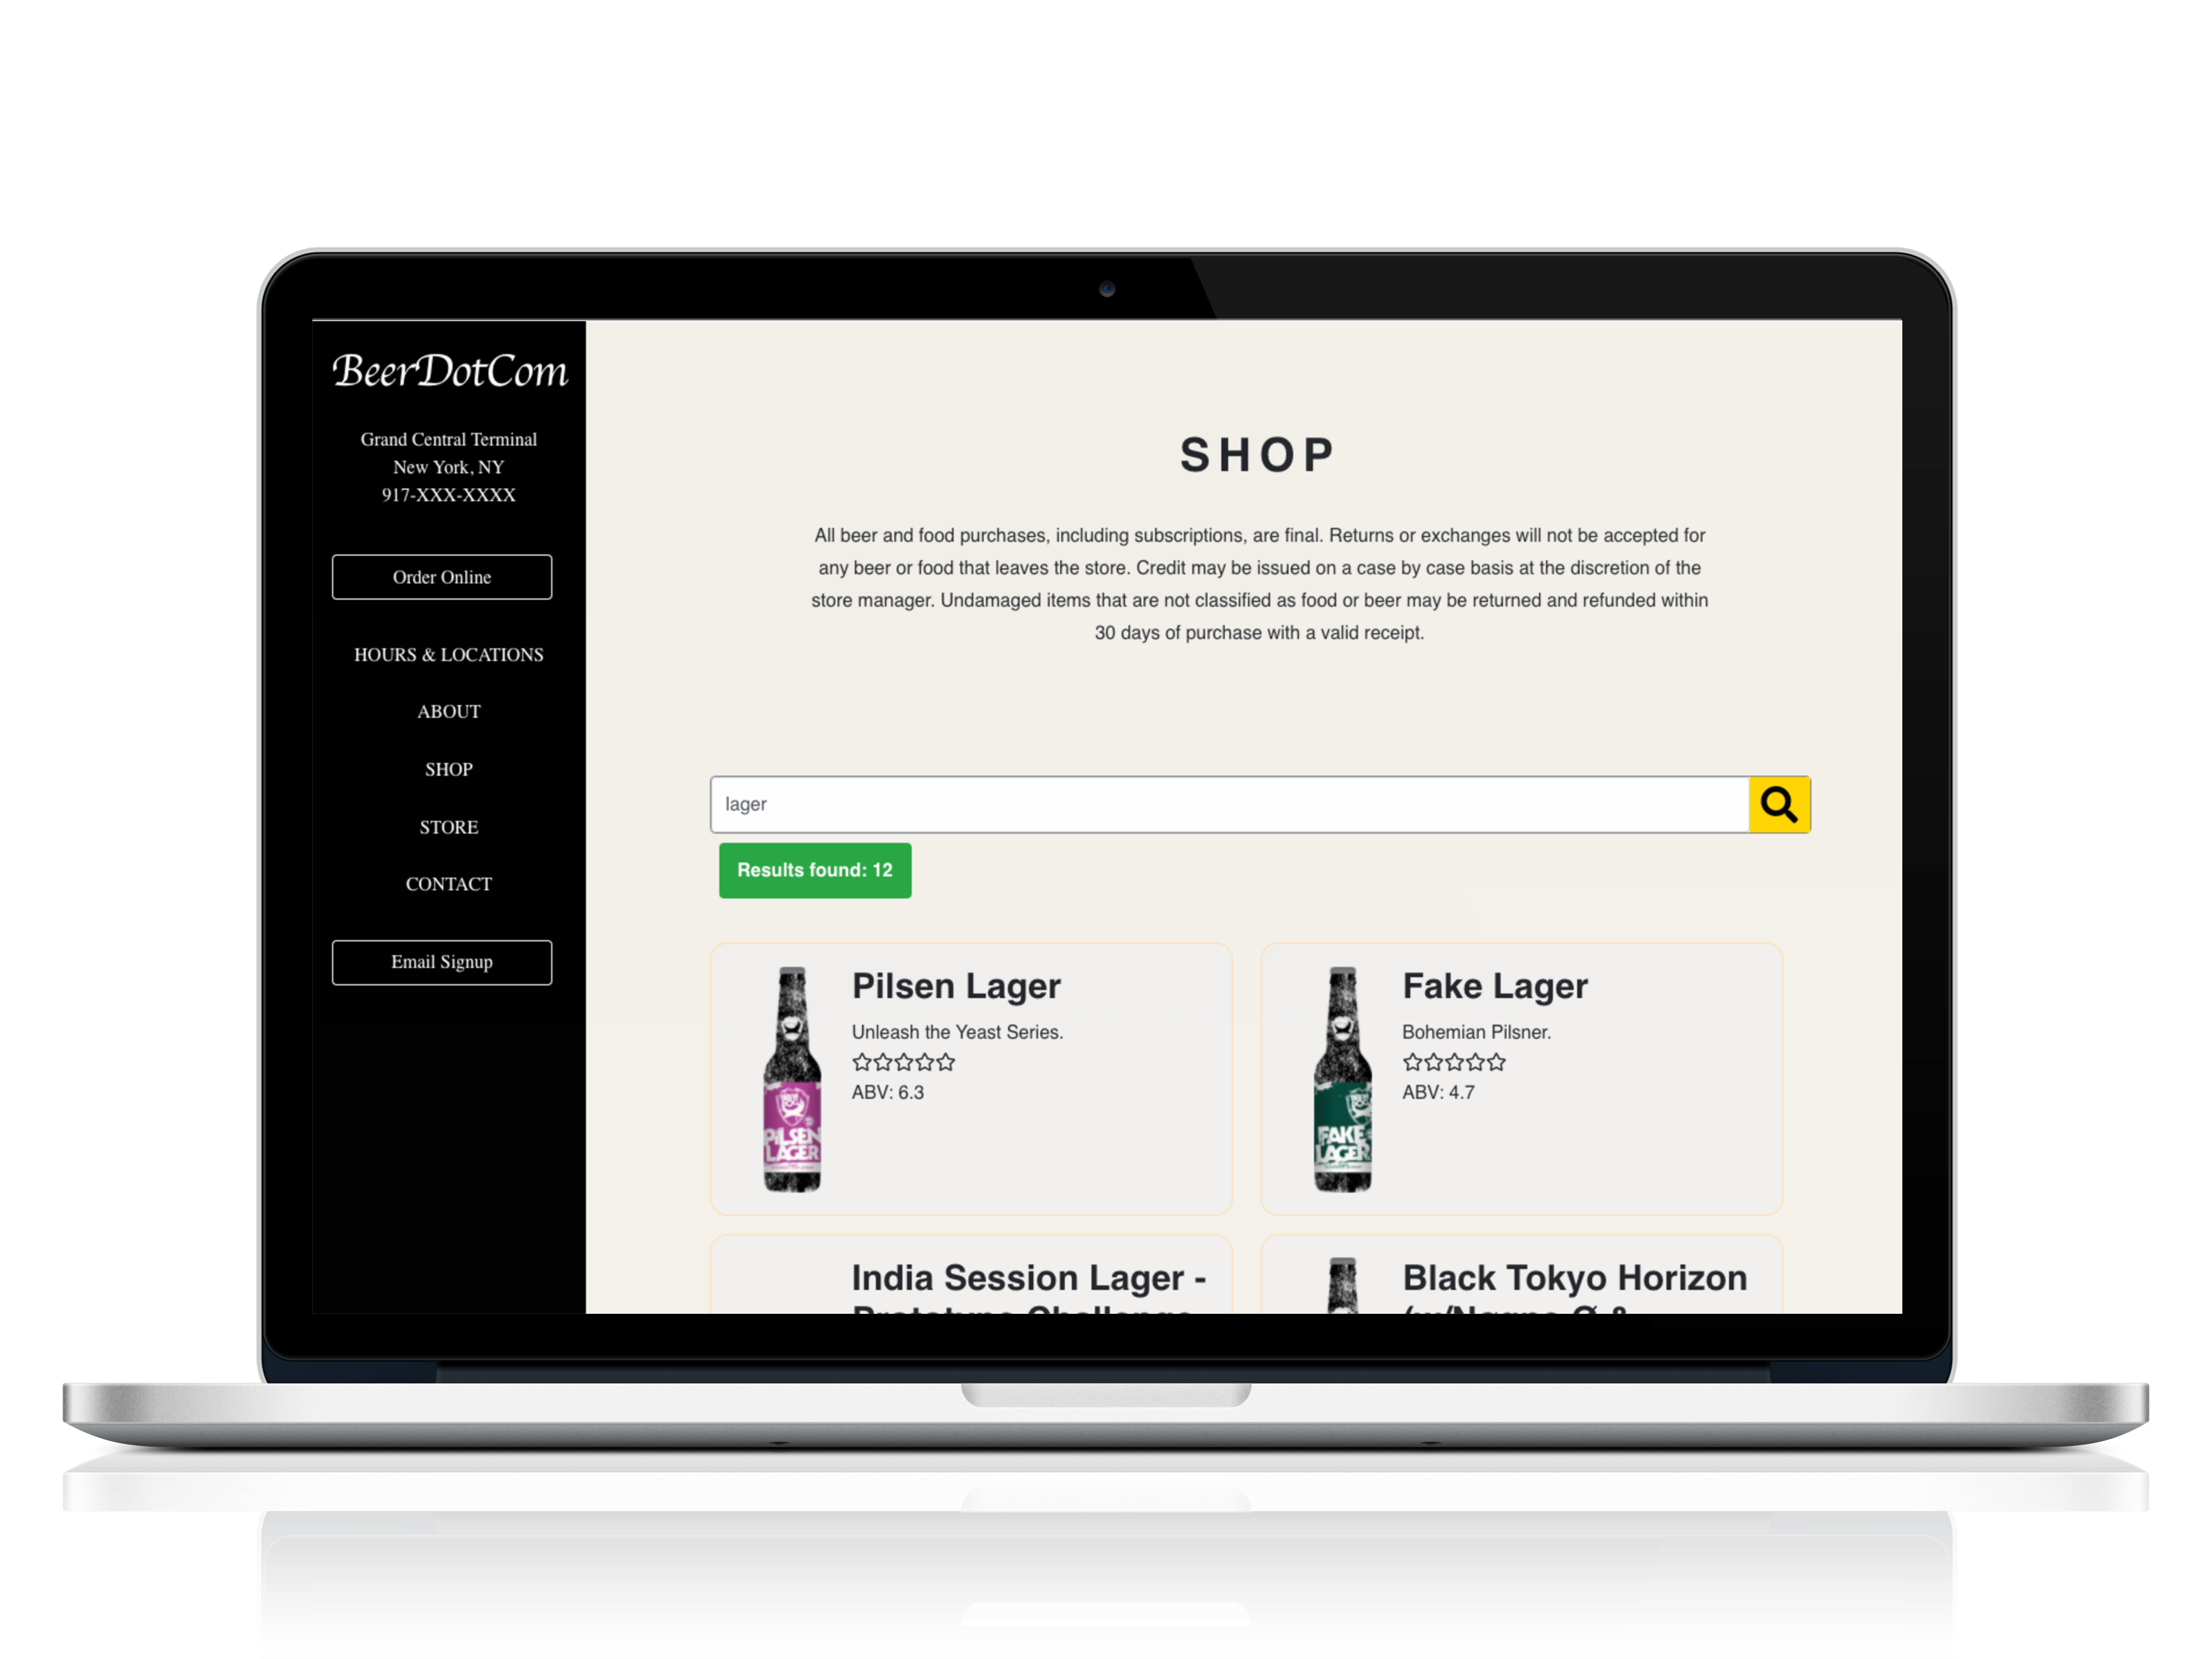 BeerDotCom
Grand Central Terminal
New York, NY
917-XXX-XXXX
Order Online
HOURS & LOCATIONS
ABOUT
SHOP
STORE
CONTACT
Email Signup
SHOP
All beer and food purchases, including subscriptions, are final. Returns or exchanges will not be accepted for
any beer or food that leaves the store. Credit may be issued on a case by case basis at the discretion of the
store manager. Undamaged items that are not classified as food or beer may be returned and refunded within
30 days of purchase with a valid receipt.
lager
Results found: 12
PILSEN
LAGER
Pilsen Lager
Unleash the Yeast Series.
ABV: 6.3
FAKE
LAGER
Fake Lager
Bohemian Pilsner.
ABV: 4.7
India Session Lager -
Prototype Challenge
Black Tokyo Horizon
(w/Nøgne Ø &